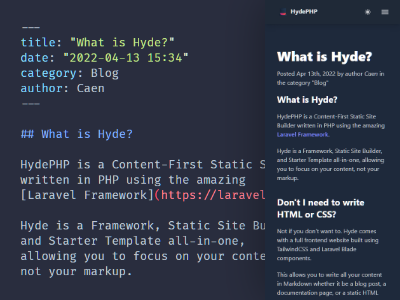 ---
title: "What is Hyde?"
date: "2022-04-13 15:34"
category: Blog
author: Caen
---
## What is Hyde?
HydePHP is a Content-First Static S
written in PHP using the amazing
[Laravel Framework](https://laravel
Hyde is a Framework, Static Site Bu
and Starter Template all-in-one,
allowing you to focus on your conte
not your markup.
HydePHP
What is Hyde?
Posted Apr 13th, 2022 by author Caen in
the category "Blog"
What is Hyde?
HydePHP is a Content-First Static Site
Builder written in PHP using the amazing
Laravel Framework.
Hyde is a Framework, Static Site Builder,
and Starter Template all-in-one, allowing
you to focus on your content, not your
markup.
Don't I need to write
HTML or CSS?
Not if you don't want to. Hyde comes
with a full frontend website built using
TailwindCSS and Laravel Blade
components.
This allows you to write all your content
in Markdown whether it be a blog post, a
documentation page, or a static HTML